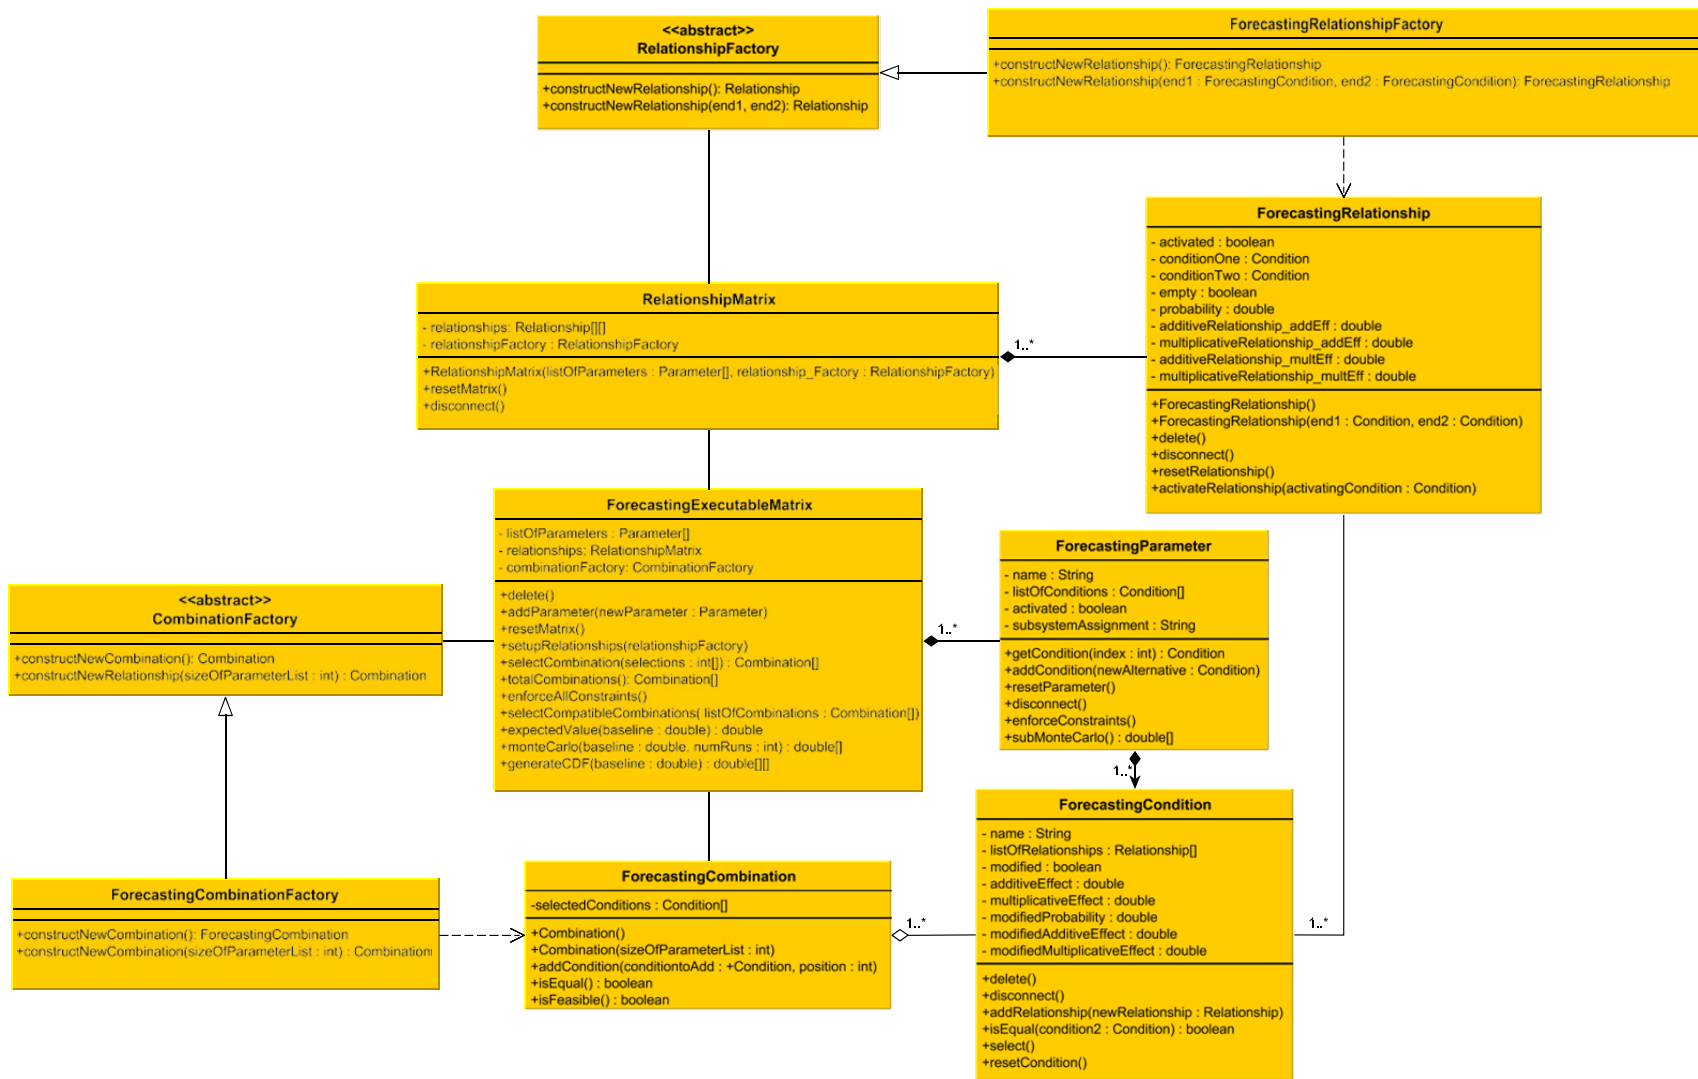 <<abstract>>
RelationshipFactory
+constructNewRelationship(): Relationship
+constructNewRelationship(end1, end2): Relationship
ForecastingRelationshipFactory
+constructNewRelationship(): ForecastingRelationship
+constructNewRelationship(end1 : ForecastingCondition, end2 : ForecastingCondition): ForecastingRelationship
ForecastingRelationship
- activated : boolean
- conditionOne : Condition
- conditionTwo : Condition
- empty : boolean
- probability : double
- additiveRelationship_addEff : double
- multiplicativeRelationship_addEff : double
- additiveRelationship_multEff : double
- multiplicativeRelationship_multEff : double
+ForecastingRelationship()
+ForecastingRelationship(end1 : Condition, end2 : Condition)
+delete()
+disconnect()
+resetRelationship()
+activateRelationship(activatingCondition : Condition)
RelationshipMatrix
- relationships: Relationship[][]
- relationshipFactory : RelationshipFactory
+RelationshipMatrix(listOfParameters : Parameter[], relationship_Factory : RelationshipFactory)
+resetMatrix()
+disconnect()
1..*
ForecastingExecutableMatrix
- listOfParameters : Parameter[]
- relationships: RelationshipMatrix
- combinationFactory: CombinationFactory
+delete()
+addParameter(newParameter : Parameter)
+resetMatrix()
+setupRelationships(relationshipFactory)
+selectCombination(selections : int[]) : Combination[]
+totalCombinations(): Combination[]
+enforceAllConstraints()
+selectCompatibleCombinations( listOfCombinations : Combination[])
+expectedValue(baseline : double) : double
+monteCarlo(baseline : double, numRuns : int) : double[]
+generateCDF(baseline : double) : double[][]
1..*
ForecastingParameter
- name : String
- listOfConditions : Condition[]
- activated : boolean
- subsystemAssignment : String
+getCondition(index : int) : Condition
+addCondition(newAlternative : Condition)
+resetParameter()
+disconnect()
+enforceConstraints()
+subMonteCarlo() : double[]
1..*
<<abstract>>
CombinationFactory
+constructNewCombination(): Combination
+constructNewRelationship(sizeOfParameterList : int) : Combination
ForecastingCombinationFactory
+constructNewCombination(): ForecastingCombination
+constructNewCombination(sizeOfParameterList : int) : Combination
ForecastingCombination
-selectedConditions : Condition[]
+Combination()
+Combination(sizeOfParameterList : int)
+addCondition(conditiontoAdd : +Condition, position : int)
+isEqual() : boolean
+isFeasible() : boolean
1..*
ForecastingCondition
- name : String
- listOfRelationships : Relationship[]
- modified : boolean
- additiveEffect : double
- multiplicativeEffect : double
- modifiedProbability : double
- modifiedAdditiveEffect : double
- modifiedMultiplicativeEffect : double
+delete()
+disconnect()
+addRelationship(newRelationship : Relationship)
+isEqual(condition2 : Condition) : boolean
+select()
+resetCondition()
1..*